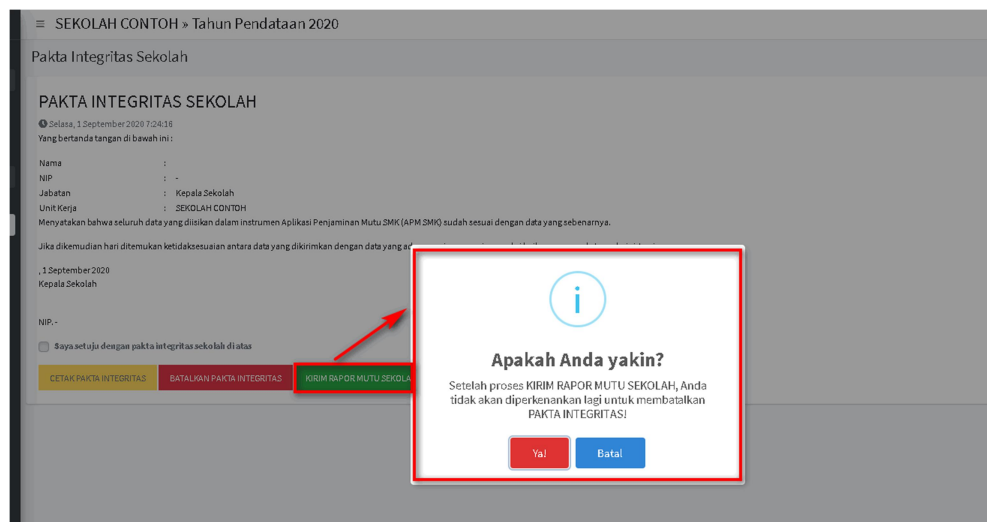 ≡ SEKOLAH CONTOH » Tahun Pendataan 2020
Pakta Integritas Sekolah
PAKTA INTEGRITAS SEKOLAH
Selasa, 1 September 2020 7:24:16
Yang bertanda tangan di bawah ini :
Nama :
NIP : -
Jabatan : Kepala Sekolah
Unit Kerja : SEKOLAH CONTOH
Menyatakan bahwa seluruh data yang diisikan dalam instrumen Aplikasi Penjaminan Mutu SMK (APM SMK) sudah sesuai dengan data yang sebenarnya.
Jika dikemudian hari ditemukan ketidaksesuaian antara data yang dikirimkan dengan data yang
, 1 September 2020
Kepala Sekolah
NIP. -
Saya setuju dengan pakta integritas sekolah di atas
CETAK PAKTA INTEGRITAS BATALKAN PAKTA INTEGRITAS KIRIM RAPOR MUTU SEKOLA
i
Apakah Anda yakin?
Setelah proses KIRIM RAPOR MUTU SEKOLAH, Anda
tidak akan diperkenankan lagi untuk membatalkan
PAKTA INTEGRITAS!
Ya! Batal